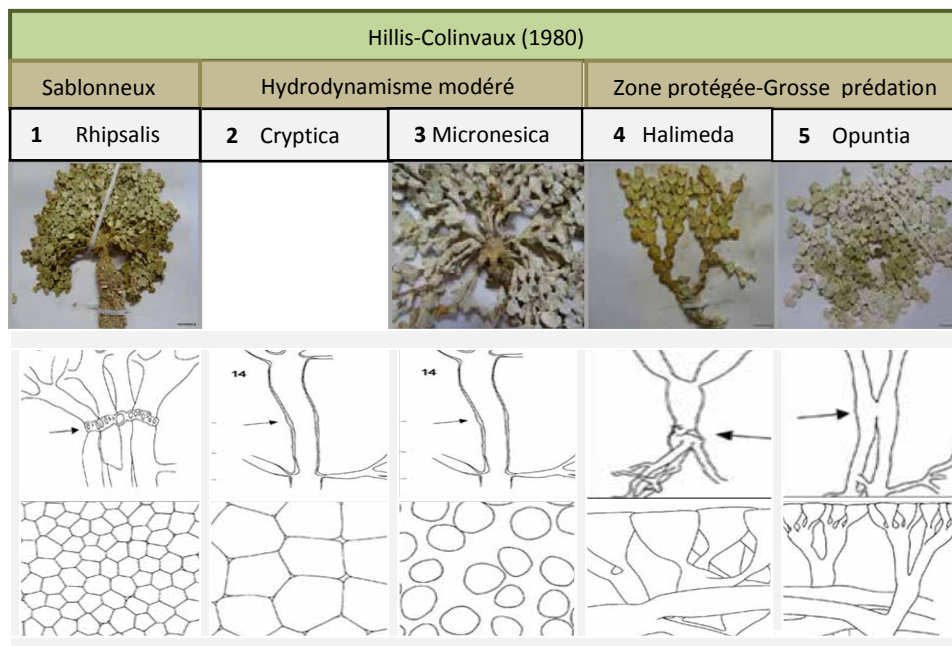 Hillis-Colinvaux (1980)
Sablonneux Hydrodynamisme modéré Zone protégée-Grosse prédation
1 Rhipsalis 2 Cryptica 3 Micronesica 4 Halimeda 5 Opuntia
14 14